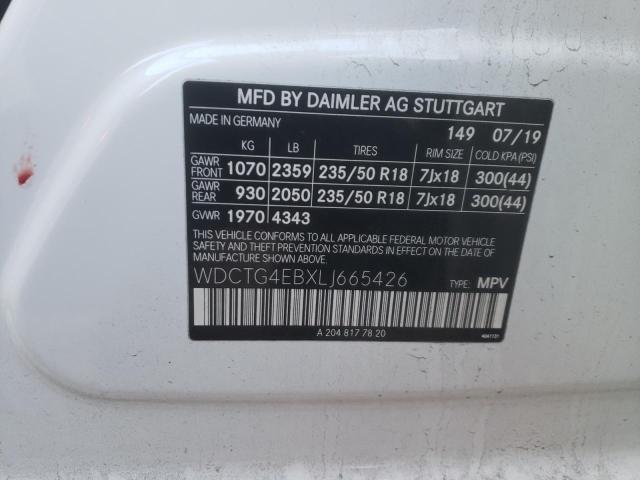 MFD BY DAIMLER AG STUTTGART
MADE IN GERMANY 149 07/19
KG LB TIRES RIM SIZE COLD KPA (PSI)
GAWR FRONT 1070 2359 235/50 R18 7Jx18 300(44)
GAWR REAR 930 2050 235/50 R18 7Jx18 300(44)
GVWR 1970 4343
THIS VEHICLE CONFORMS TO ALL APPLICABLE FEDERAL MOTOR VEHICLE
SAFETY AND THEFT PREVENTION STANDARDS IN EFFECT ON THE DATE OF
MANUFACTURE SHOWN ABOVE.
WDCTG4EBXLJ665426 TYPE: MPV
A 204 817 78 20